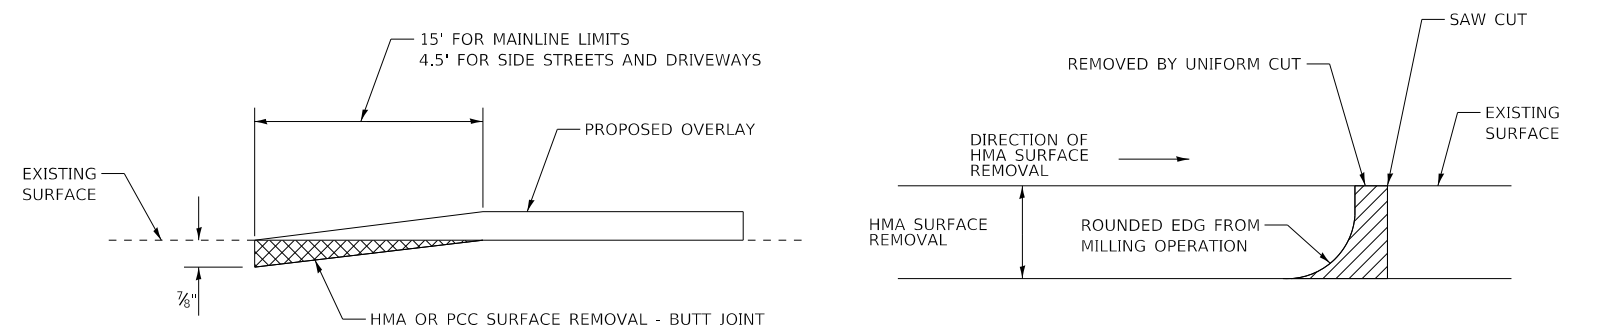 15' FOR MAINLINE LIMITS
4.5' FOR SIDE STREETS AND DRIVEWAYS
PROPOSED OVERLAY
EXISTING
SURFACE
7/8"
HMA OR PCC SURFACE REMOVAL - BUTT JOINT
SAW CUT
REMOVED BY UNIFORM CUT
EXISTING
SURFACE
DIRECTION OF
HMA SURFACE
REMOVAL
HMA SURFACE
REMOVAL
ROUNDED EDG FROM
MILLING OPERATION